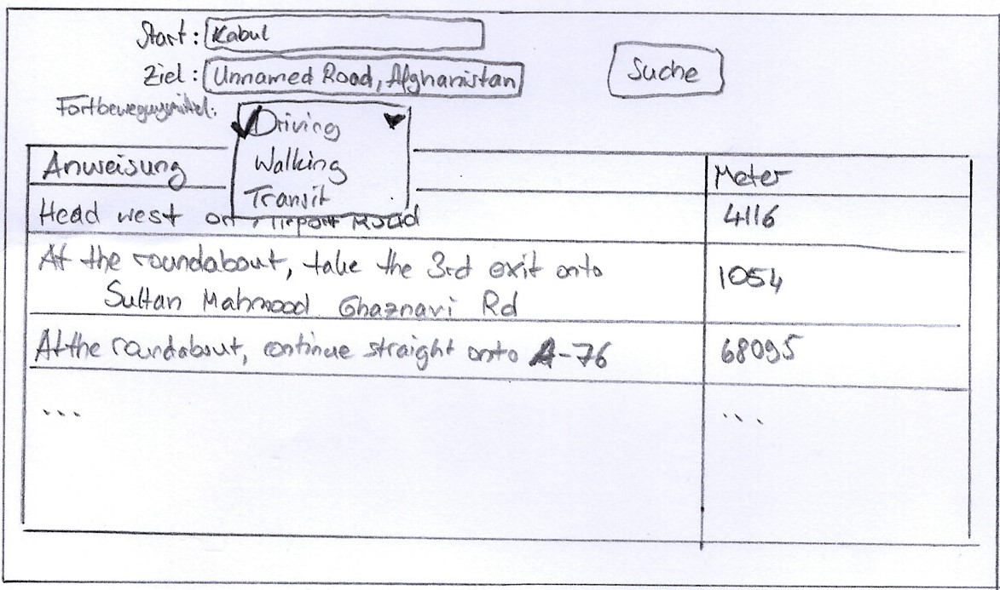 Start: Kabul
Ziel: Unnamed Road, Afghanistan
Suche
Fortbewegungsmittel:
Driving
Walking
Transit
Anweisung
Meter
Head west on Airport Road
4116
At the roundabout, take the 3rd exit onto
1054
Sultan Mahmood Ghaznavi Rd
At the roundabout, continue straight onto A-76
68095
...
...